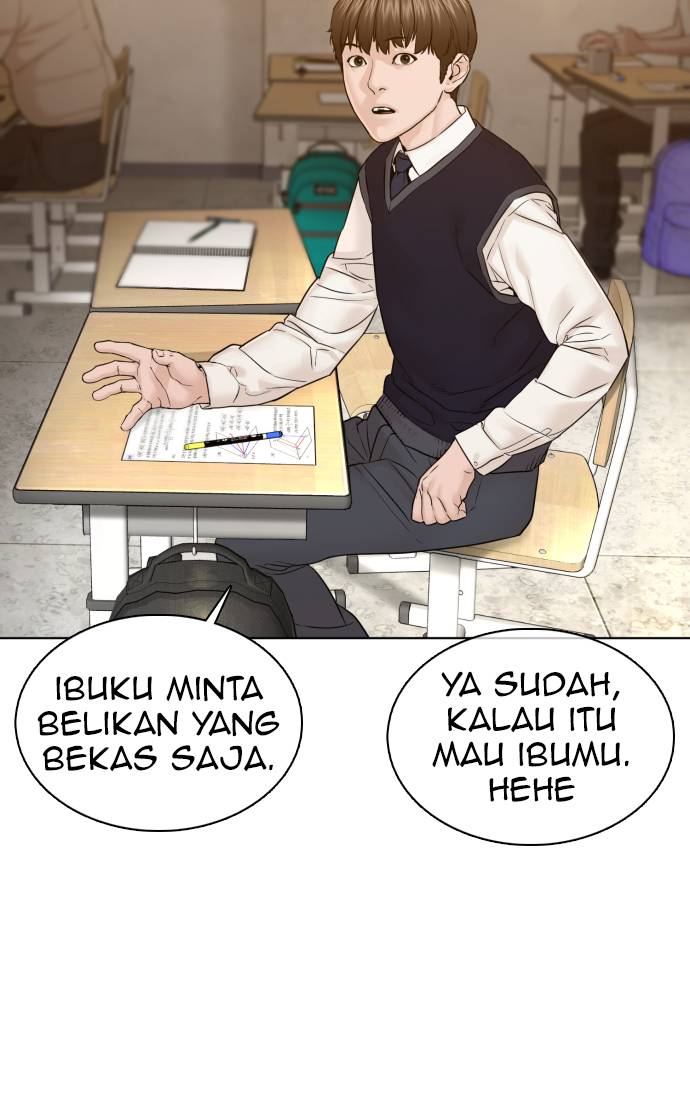 IBUKU MINTA
BELIKAN YANG
BEKAS SAJA.
YA SUDAH,
KALAU ITU
MAU IBUMU.
HEHE